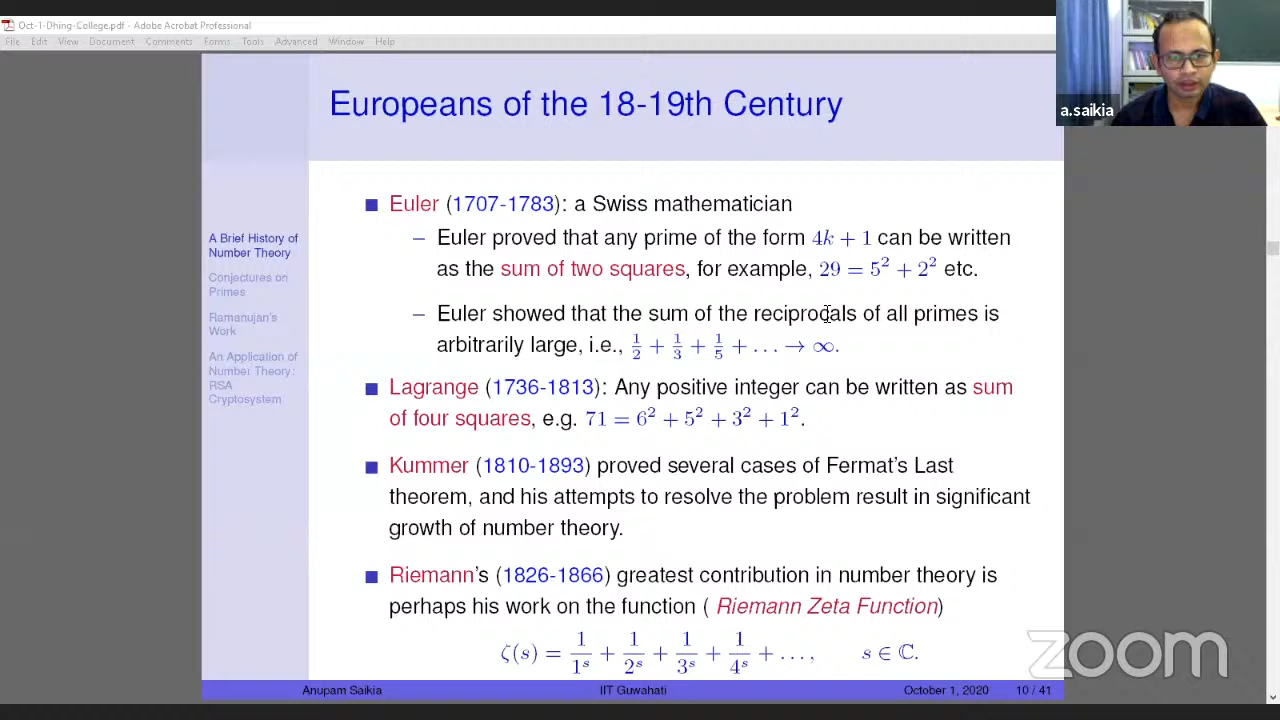 Oct-1-Dhing-College.pdf - Adobe Acrobat Professional
File Edit View Document Comments Forms Tools Advanced Window Help
a.saikia
Europeans of the 18-19th Century
A Brief History of
Number Theory
Conjectures on
Primes
Ramanujan's
Work
An Application of
Number Theory:
RSA
Cryptosystem
Euler (1707-1783): a Swiss mathematician
– Euler proved that any prime of the form 4k + 1 can be written
as the sum of two squares, for example, 29 = 5² + 2² etc.
– Euler showed that the sum of the reciprocals of all primes is
arbitrarily large, i.e., 1/2 + 1/3 + 1/5 + . . . → ∞.
Lagrange (1736-1813): Any positive integer can be written as sum
of four squares, e.g. 71 = 6² + 5² + 3² + 1².
Kummer (1810-1893) proved several cases of Fermat's Last
theorem, and his attempts to resolve the problem result in significant
growth of number theory.
Riemann's (1826-1866) greatest contribution in number theory is
perhaps his work on the function ( Riemann Zeta Function)
ζ(s) = 1/1ˢ + 1/2ˢ + 1/3ˢ + 1/4ˢ + . . . , s ∈ ℂ.
zoom
Anupam Saikia IIT Guwahati October 1, 2020 10 / 41